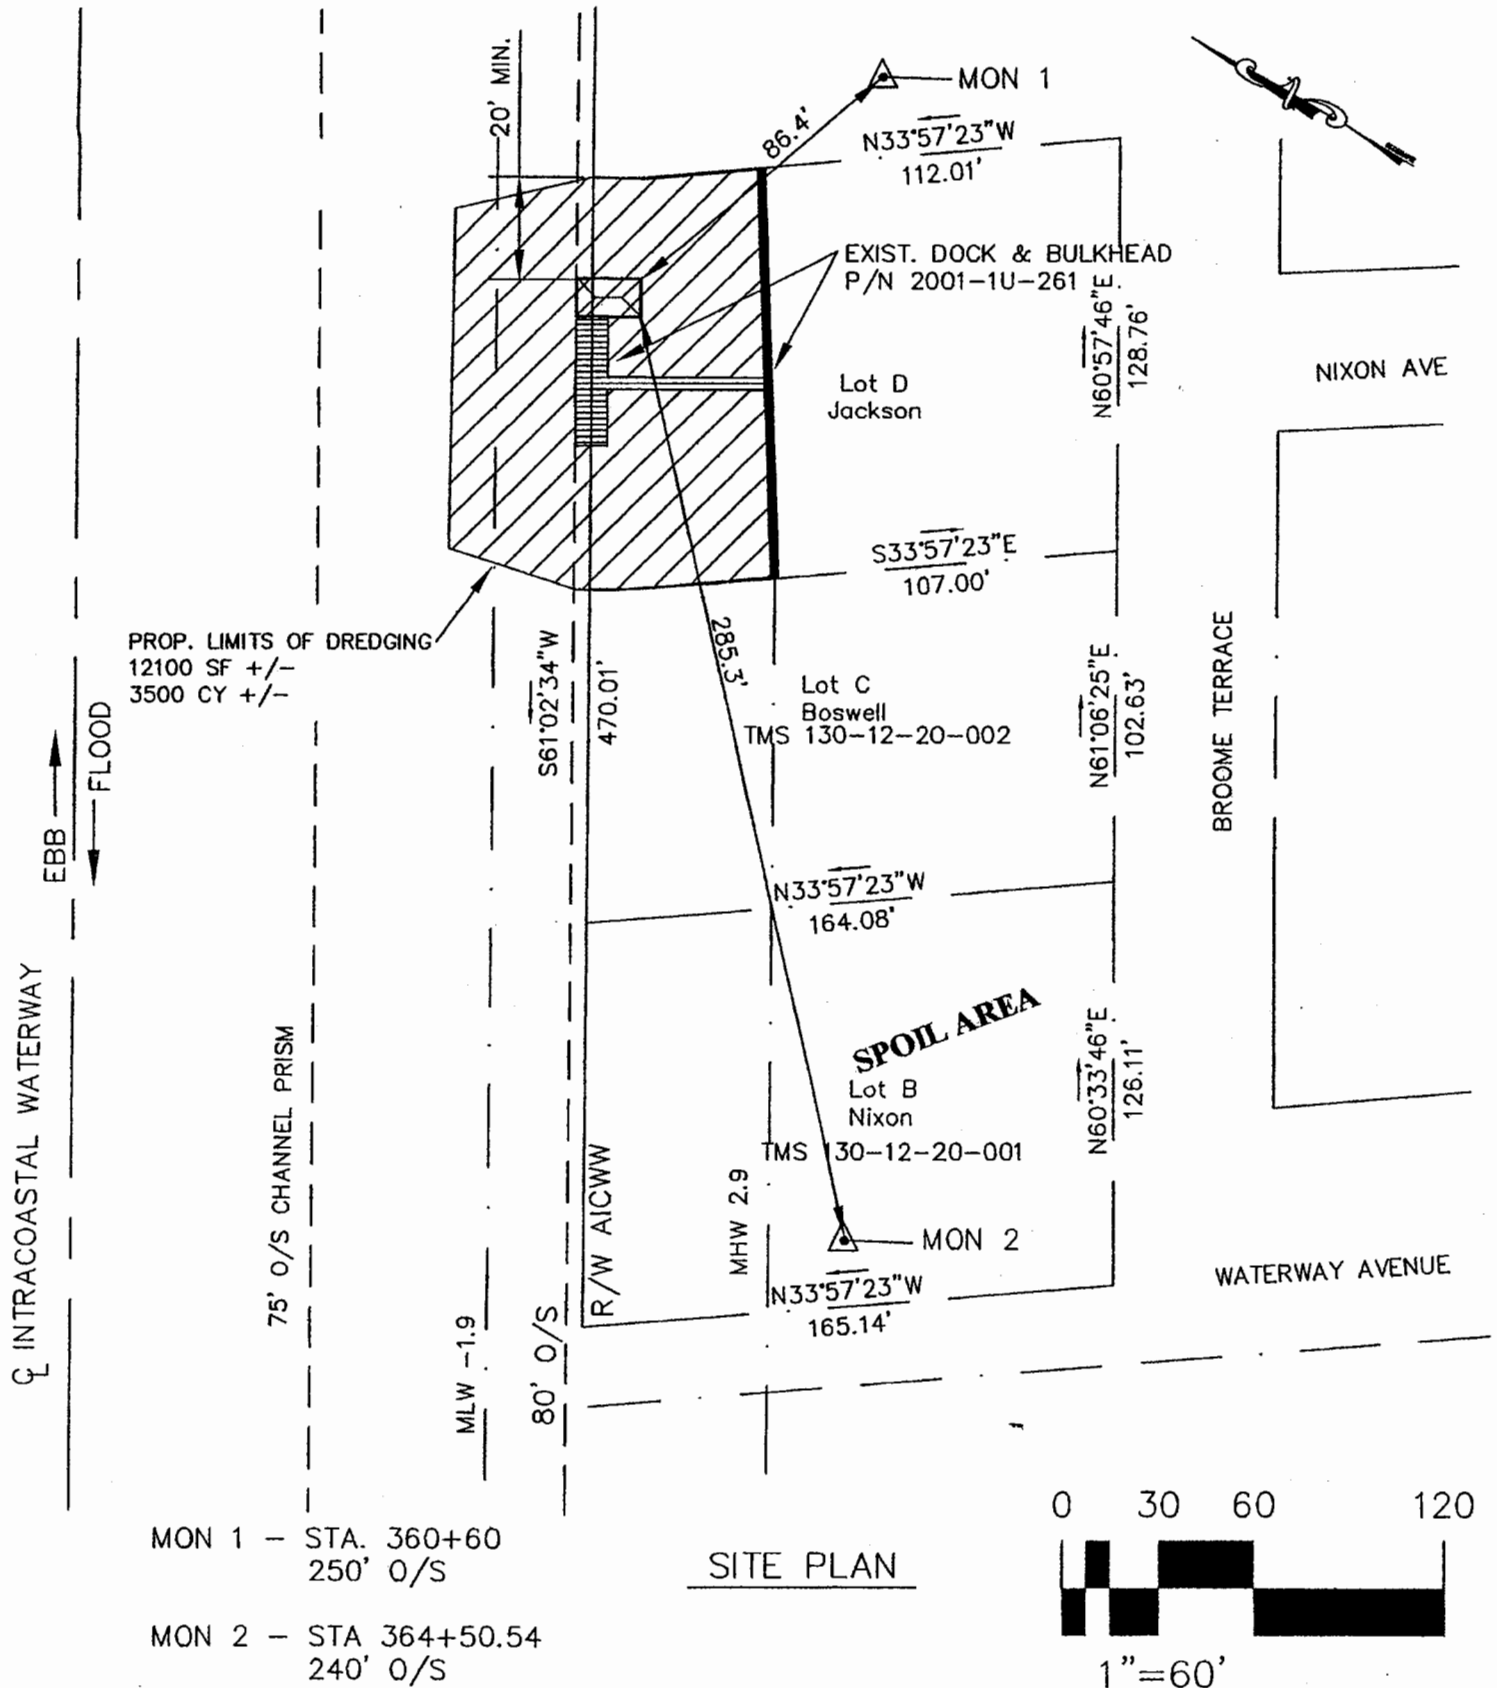 20' MIN.
MON 1
86.4'
N33°57'23"W
112.01'
EXIST. DOCK & BULKHEAD
P/N 2001-1U-261
N60°57'46"E
128.76'
NIXON AVE
Lot D
Jackson
S33°57'23"E
107.00'
PROP. LIMITS OF DREDGING
12100 SF +/-
3500 CY +/-
S61°02'34"W
470.01'
285.3'
Lot C
Boswell
TMS 130-12-20-002
N61°06'25"E
102.63'
BROOME TERRACE
EBB
FLOOD
N33°57'23"W
164.08'
SPOIL AREA
Lot B
Nixon
TMS 130-12-20-001
N60°33'46"E
126.11'
℄ INTRACOASTAL WATERWAY
75' O/S CHANNEL PRISM
MLW -1.9
80' O/S
R/W AICWW
MHW 2.9
MON 2
N33°57'23"W
165.14'
WATERWAY AVENUE
MON 1 - STA. 360+60
250' O/S
MON 2 - STA 364+50.54
240' O/S
SITE PLAN
0 30 60 120
1"=60'